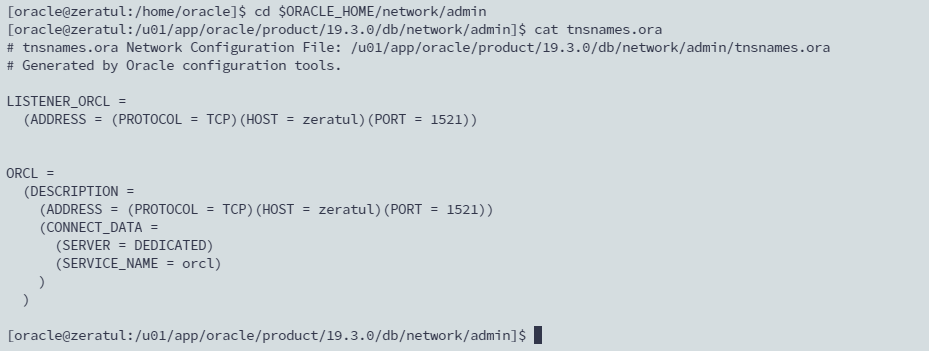 [oracle@zeratul:/home/oracle]$ cd $ORACLE_HOME/network/admin
[oracle@zeratul:/u01/app/oracle/product/19.3.0/db/network/admin]$ cat tnsnames.ora
# tnsnames.ora Network Configuration File: /u01/app/oracle/product/19.3.0/db/network/admin/tnsnames.ora
# Generated by Oracle configuration tools.

LISTENER_ORCL =
  (ADDRESS = (PROTOCOL = TCP)(HOST = zeratul)(PORT = 1521))


ORCL =
  (DESCRIPTION =
    (ADDRESS = (PROTOCOL = TCP)(HOST = zeratul)(PORT = 1521))
    (CONNECT_DATA =
      (SERVER = DEDICATED)
      (SERVICE_NAME = orcl)
    )
  )

[oracle@zeratul:/u01/app/oracle/product/19.3.0/db/network/admin]$